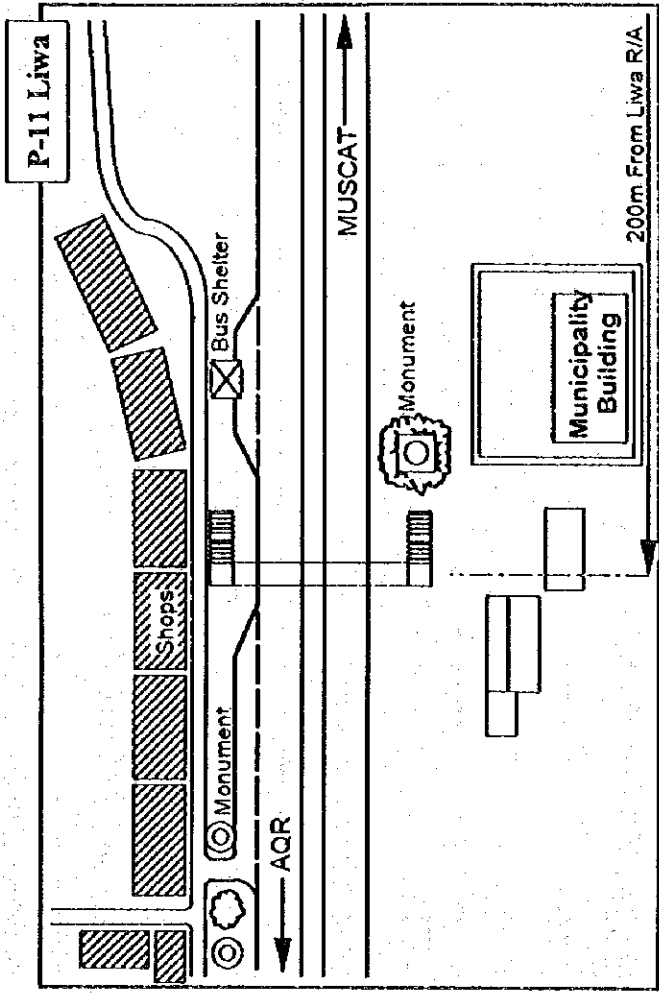 P-11 Liwa
Bus Shelter
MUSCAT
200m From Liwa R/A
Shops
Monument
Municipality
Building
Monument
AQR